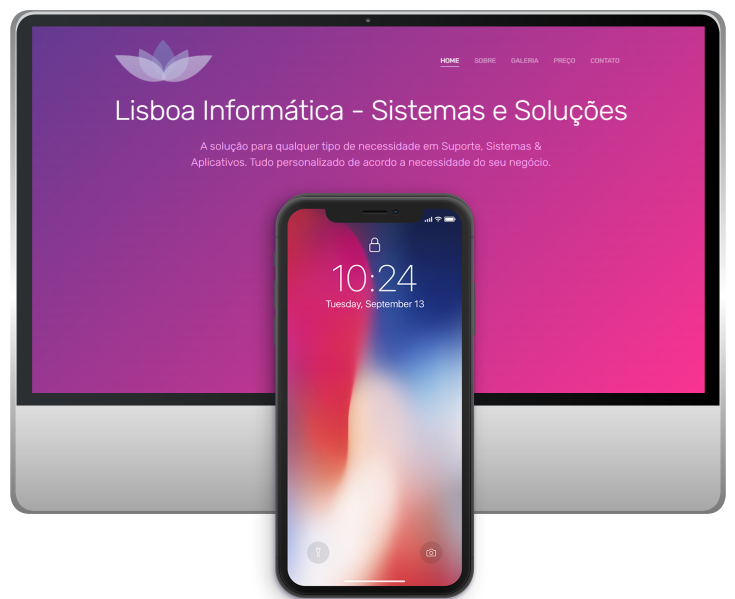 HOME SOBRE GALERIA PREÇO CONTATO
Lisboa Informática - Sistemas e Soluções
A solução para qualquer tipo de necessidade em Suporte, Sistemas &
Aplicativos. Tudo personalizado de acordo a necessidade do seu negócio.
10:24
Tuesday, September 13